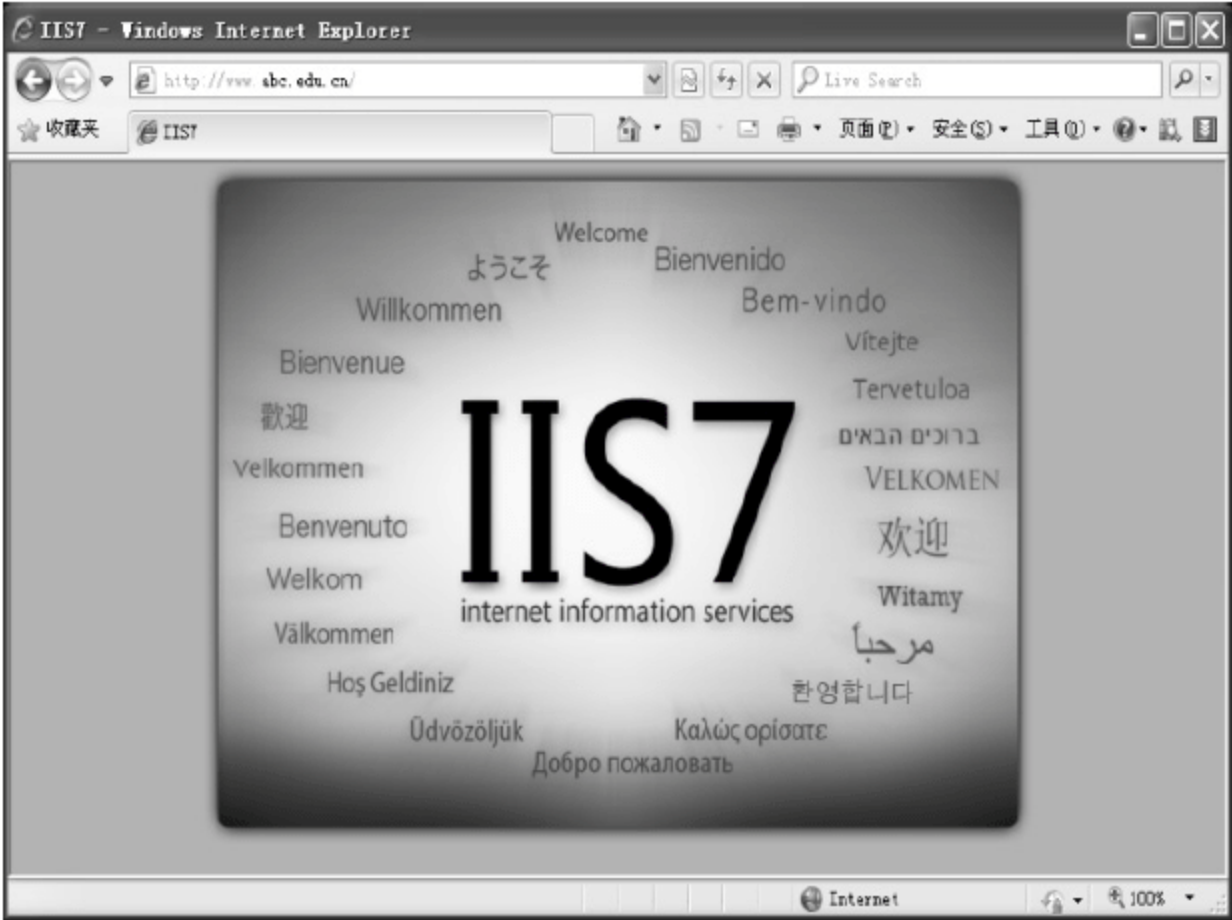 IIS7 - Windows Internet Explorer
http://www.abc.edu.cn/
Live Search
收藏夹
IIS7
页面(P)
安全(S)
工具(O)
Welcome
ようこそ
Bienvenido
Willkommen
Bem-vindo
Vítejte
Bienvenue
Tervetuloa
歡迎
ברוכים הבאים
Velkommen
VELKOMEN
Benvenuto
欢迎
Welkom
Witamy
IIS7
internet information services
Välkommen
مرحباً
Hoş Geldiniz
환영합니다
Üdvözöljük
Καλώς ορίσατε
Добро пожаловать
Internet
100%